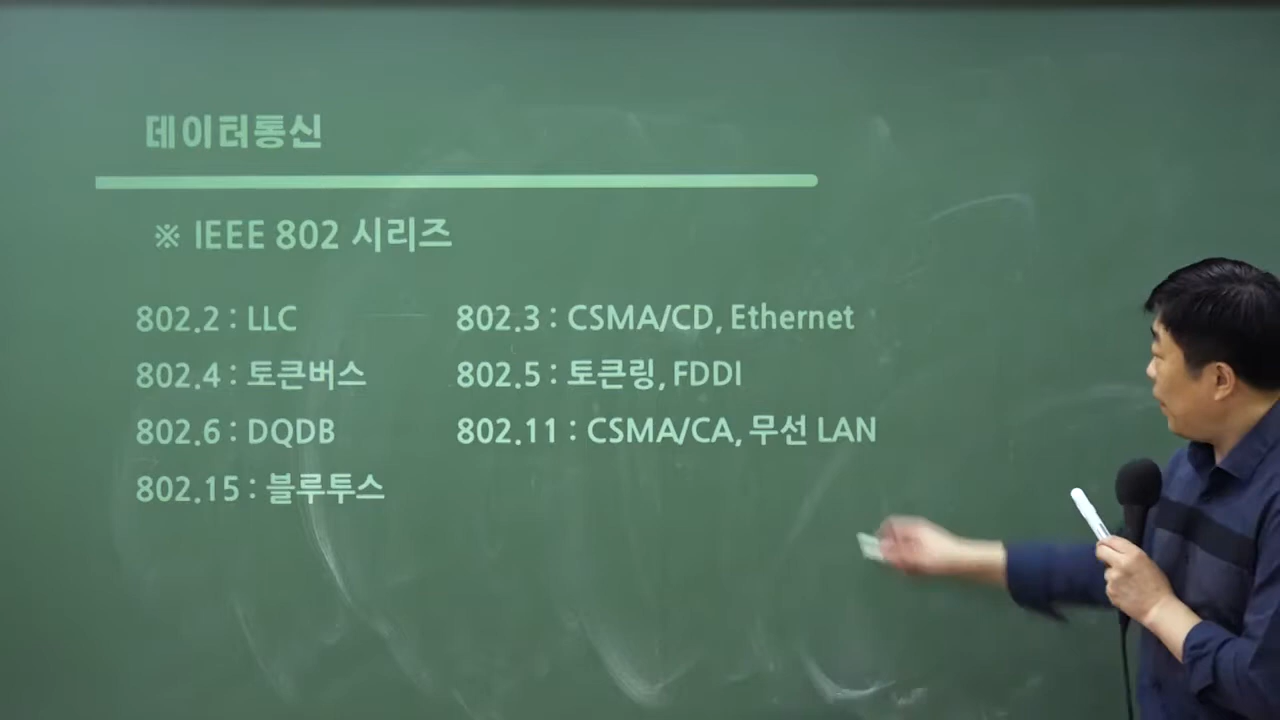 데이터통신
※ IEEE 802 시리즈
802.2 : LLC 802.3 : CSMA/CD, Ethernet
802.4 : 토큰버스 802.5 : 토큰링, FDDI
802.6 : DQDB 802.11 : CSMA/CA, 무선 LAN
802.15 : 블루투스